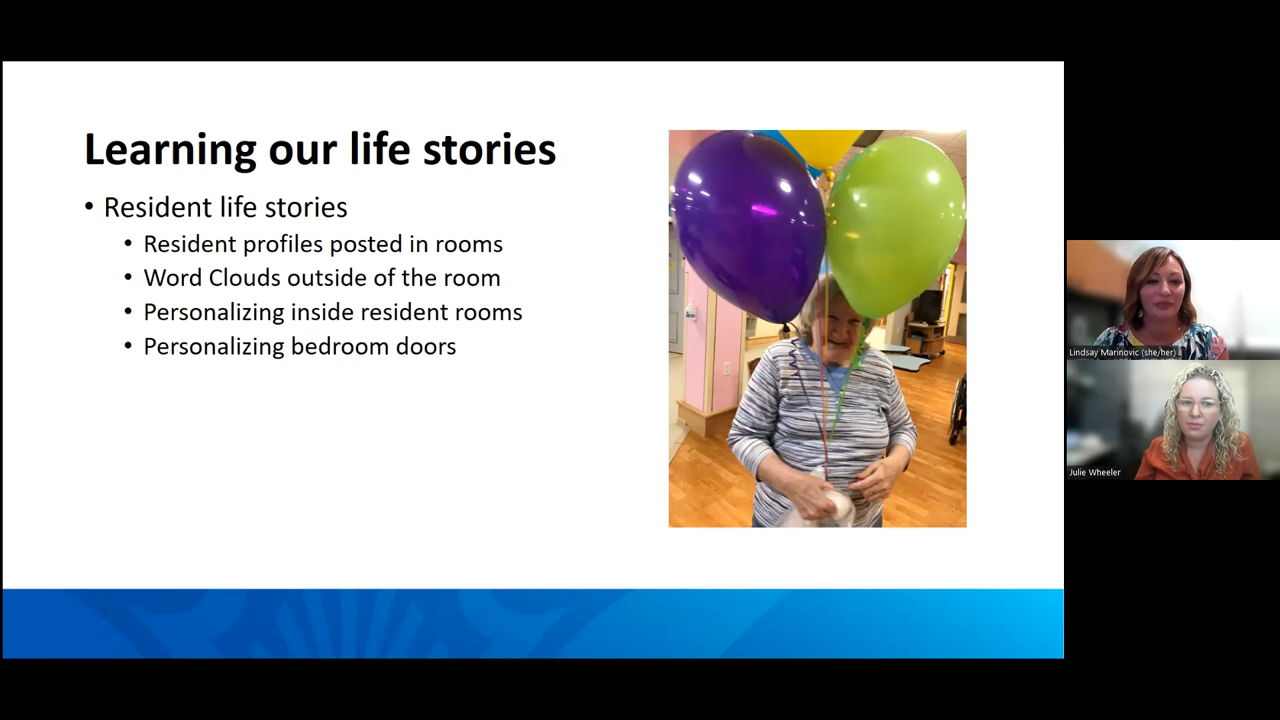 Learning our life stories
• Resident life stories
• Resident profiles posted in rooms
• Word Clouds outside of the room
• Personalizing inside resident rooms
• Personalizing bedroom doors
Lindsay Marinovic (she/her)
Julie Wheeler